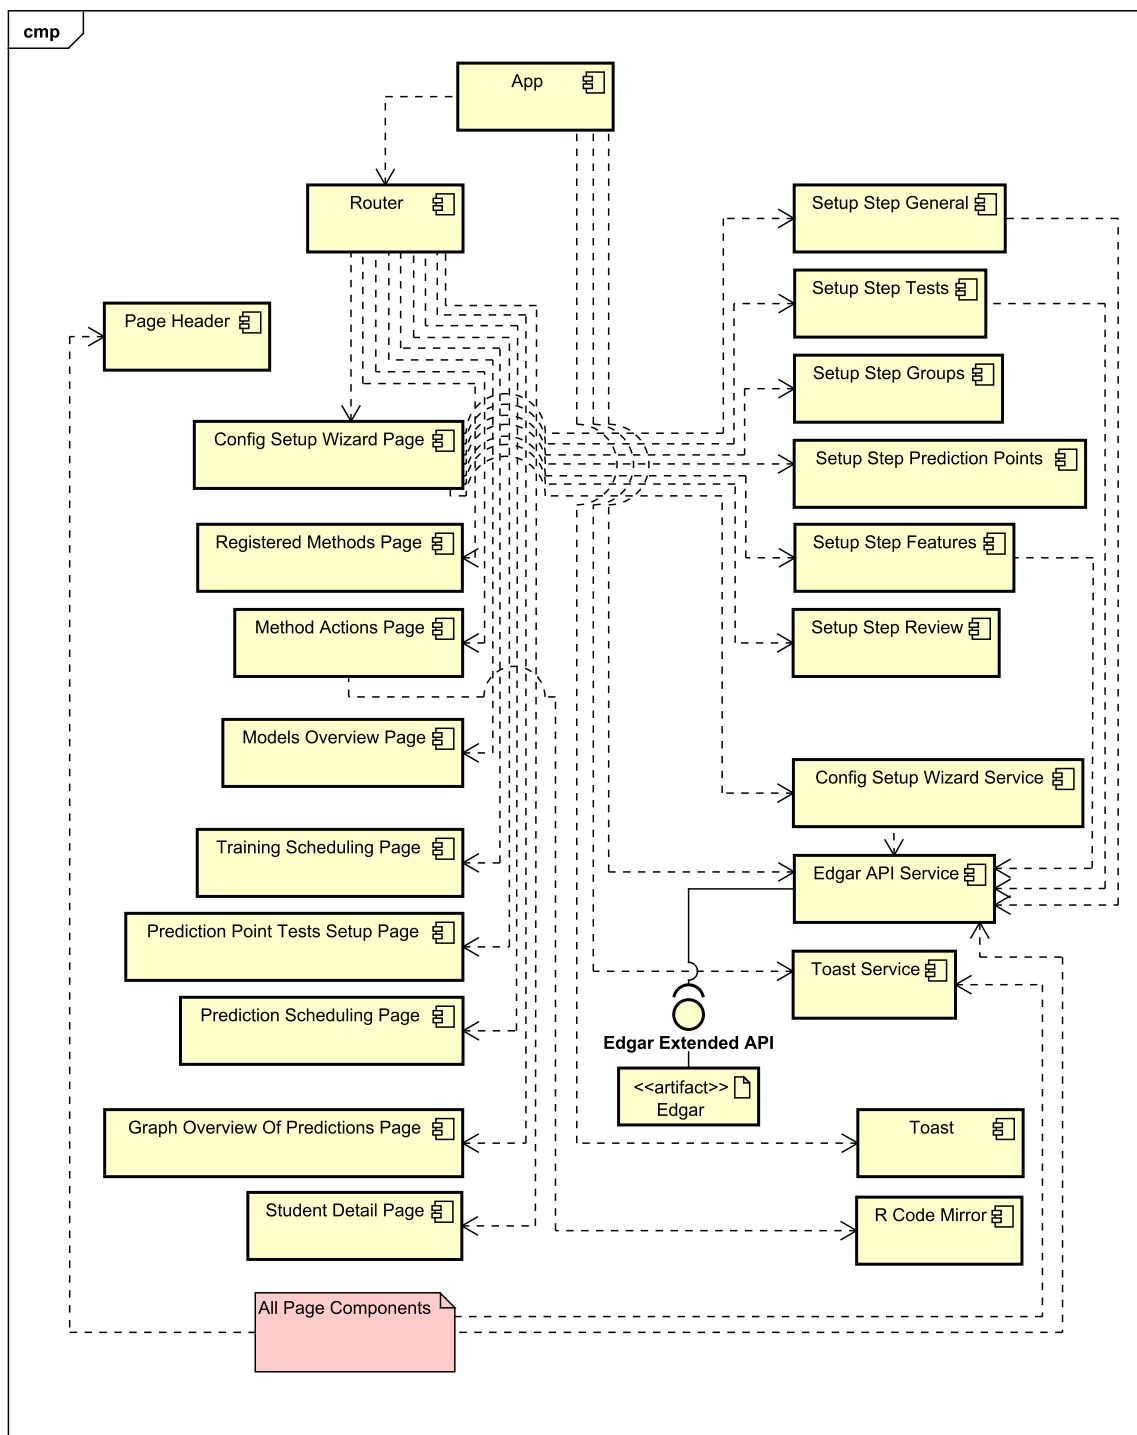 cmp
App
Router
Setup Step General
Setup Step Tests
Page Header
Setup Step Groups
Config Setup Wizard Page
Setup Step Prediction Points
Registered Methods Page
Setup Step Features
Method Actions Page
Setup Step Review
Models Overview Page
Config Setup Wizard Service
Training Scheduling Page
Edgar API Service
Prediction Point Tests Setup Page
Toast Service
Prediction Scheduling Page
Edgar Extended API
<<artifact>>
Edgar
Graph Overview Of Predictions Page
Toast
Student Detail Page
R Code Mirror
All Page Components